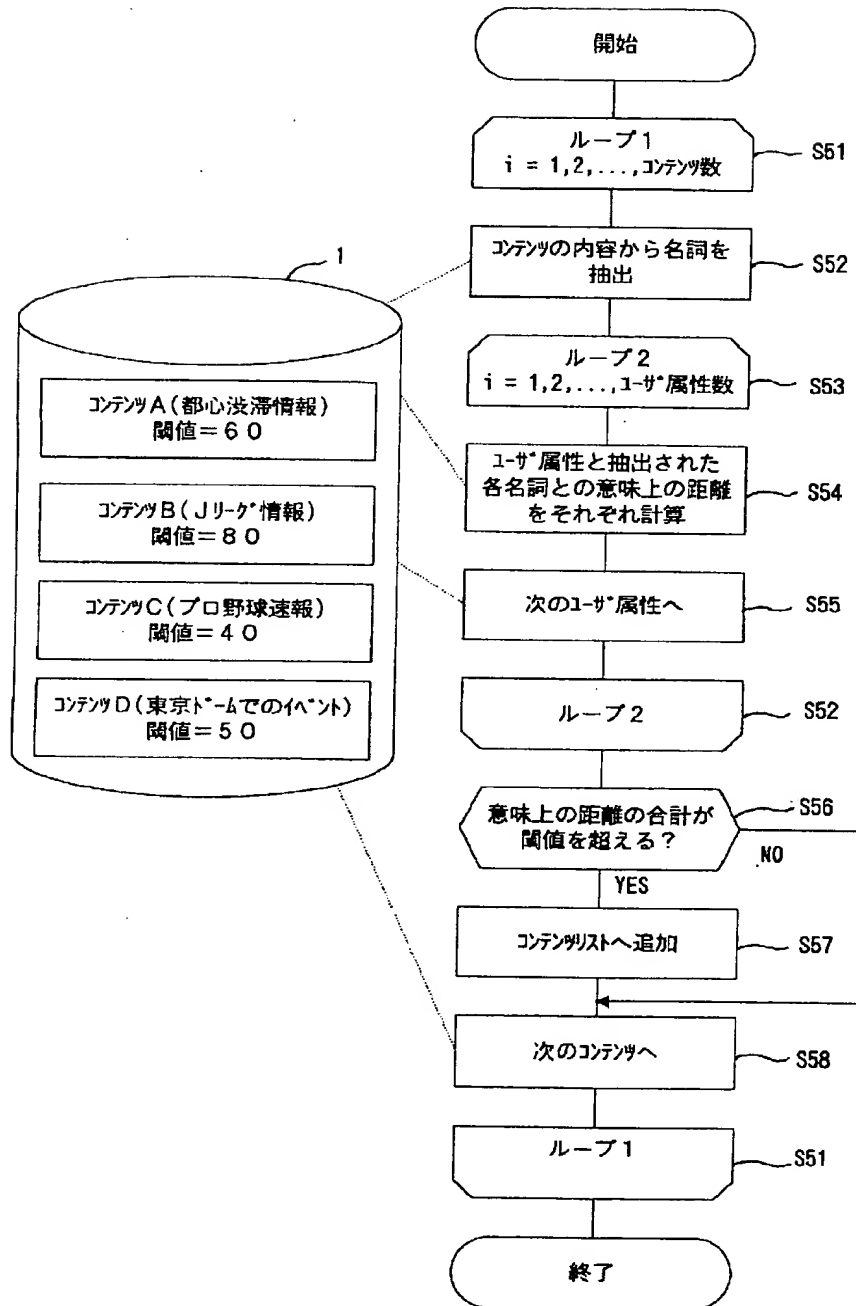 開始
ループ1
i = 1,2,...,コンテンツ数
S51
コンテンツの内容から名詞を
抽出
S52
ループ2
i = 1,2,...,ユーザ属性数
S53
ユーザ属性と抽出された
各名詞との意味上の距離
をそれぞれ計算
S54
次のユーザ属性へ
S55
ループ2
S52
意味上の距離の合計が
閾値を超える?
S56
NO
YES
コンテンツリストへ追加
S57
次のコンテンツへ
S58
ループ1
S51
終了
1
コンテンツA(都心渋滞情報)
閾値=60
コンテンツB(Jリーグ情報)
閾値=80
コンテンツC(プロ野球速報)
閾値=40
コンテンツD(東京ドームでのイベント)
閾値=50